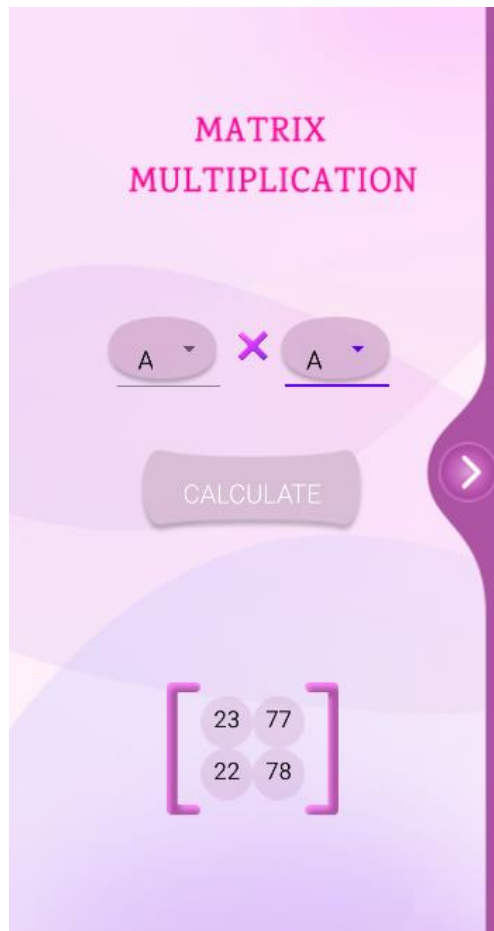 MATRIX
MULTIPLICATION
A A
CALCULATE
23 77
22 78